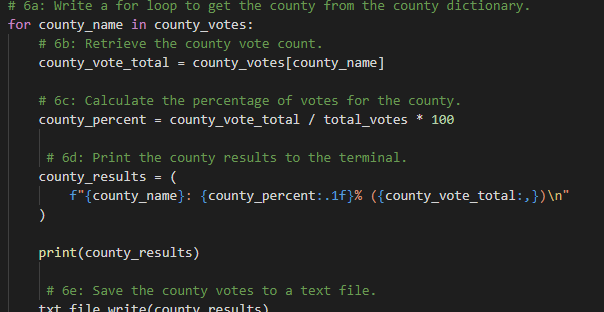 # 6a: Write a for loop to get the county from the county dictionary.
for county_name in county_votes:
# 6b: Retrieve the county vote count.
county_vote_total = county_votes[county_name]
# 6c: Calculate the percentage of votes for the county.
county_percent = county_vote_total / total_votes * 100
# 6d: Print the county results to the terminal.
county_results = (
f"{county_name}: {county_percent:.1f}% ({county_vote_total:,})\n"
)
print(county_results)
# 6e: Save the county votes to a text file.
txt_file.write(county_results)